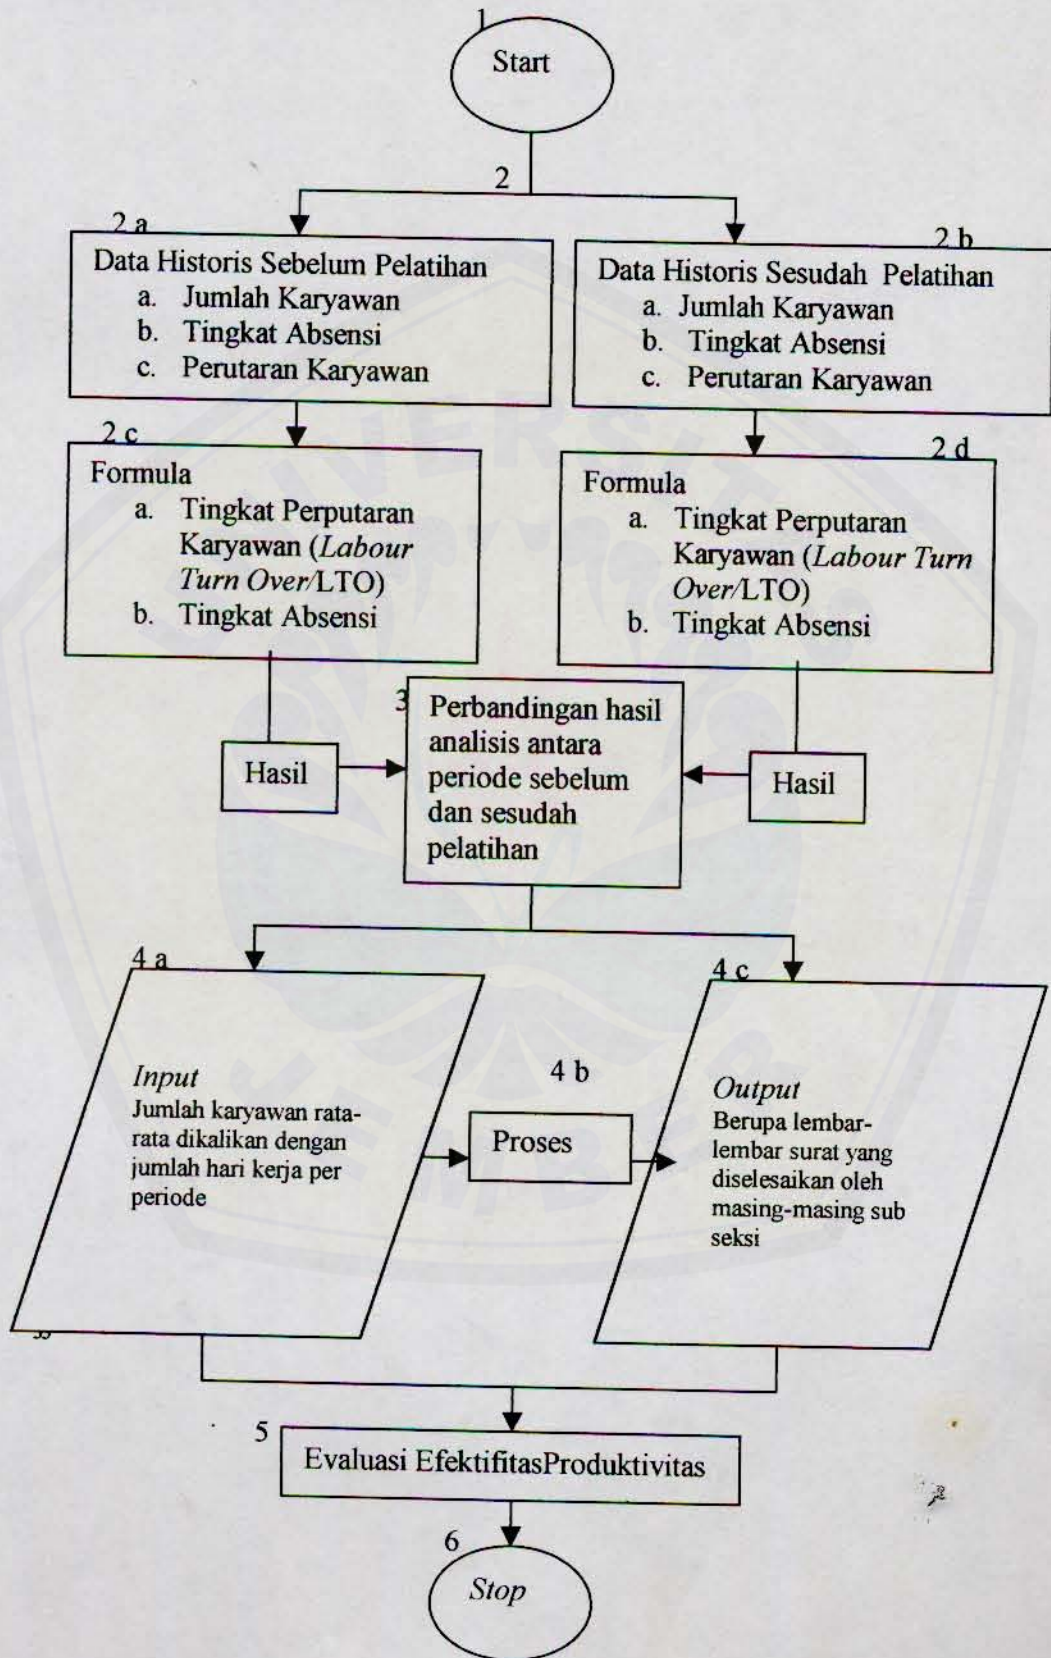 1
Start
2
2 a
Data Historis Sebelum Pelatihan
a. Jumlah Karyawan
b. Tingkat Absensi
c. Perutaran Karyawan
2 b
Data Historis Sesudah Pelatihan
a. Jumlah Karyawan
b. Tingkat Absensi
c. Perutaran Karyawan
2 c
Formula
a. Tingkat Perputaran
Karyawan (Labour
Turn Over/LTO)
b. Tingkat Absensi
2 d
Formula
a. Tingkat Perputaran
Karyawan (Labour Turn
Over/LTO)
b. Tingkat Absensi
Hasil
3
Perbandingan hasil
analisis antara
periode sebelum
dan sesudah
pelatihan
Hasil
4 a
Input
Jumlah karyawan rata-
rata dikalikan dengan
jumlah hari kerja per
periode
4 b
Proses
4 c
Output
Berupa lembar-
lembar surat yang
diselesaikan oleh
masing-masing sub
seksi
5
Evaluasi EfektifitasProduktivitas
6
Stop
UNIVERSITAS
JEMBER